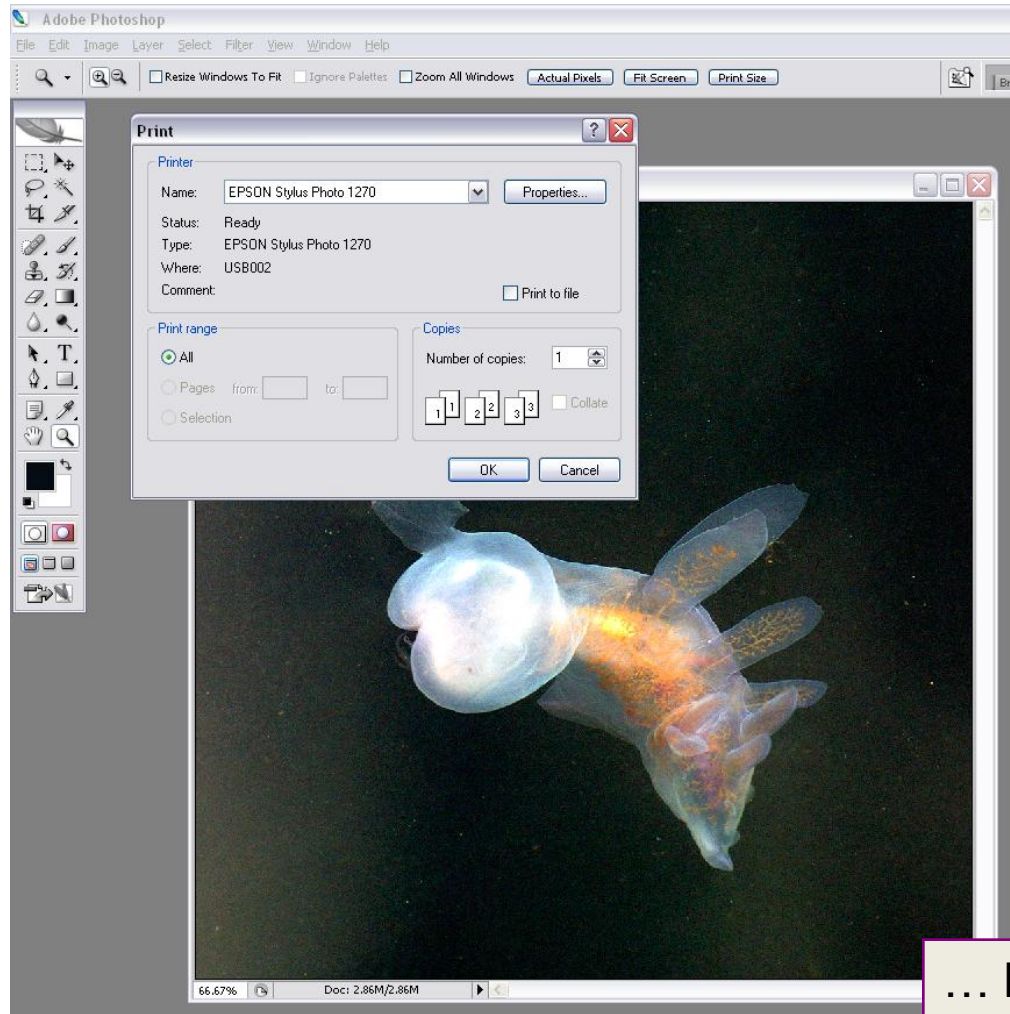 Adobe Photoshop
File Edit Image Layer Select Filter View Window Help
Resize Windows To Fit Ignore Palettes Zoom All Windows Actual Pixels Fit Screen Print Size
Print
Printer
Name: EPSON Stylus Photo 1270 Properties...
Status: Ready
Type: EPSON Stylus Photo 1270
Where: USB002
Comment: Print to file
Print range
All
Pages from: to:
Selection
Copies
Number of copies: 1
1 1 2 2 3 3 Collate
OK Cancel
T
66.67% Doc: 2.86M/2.86M
...